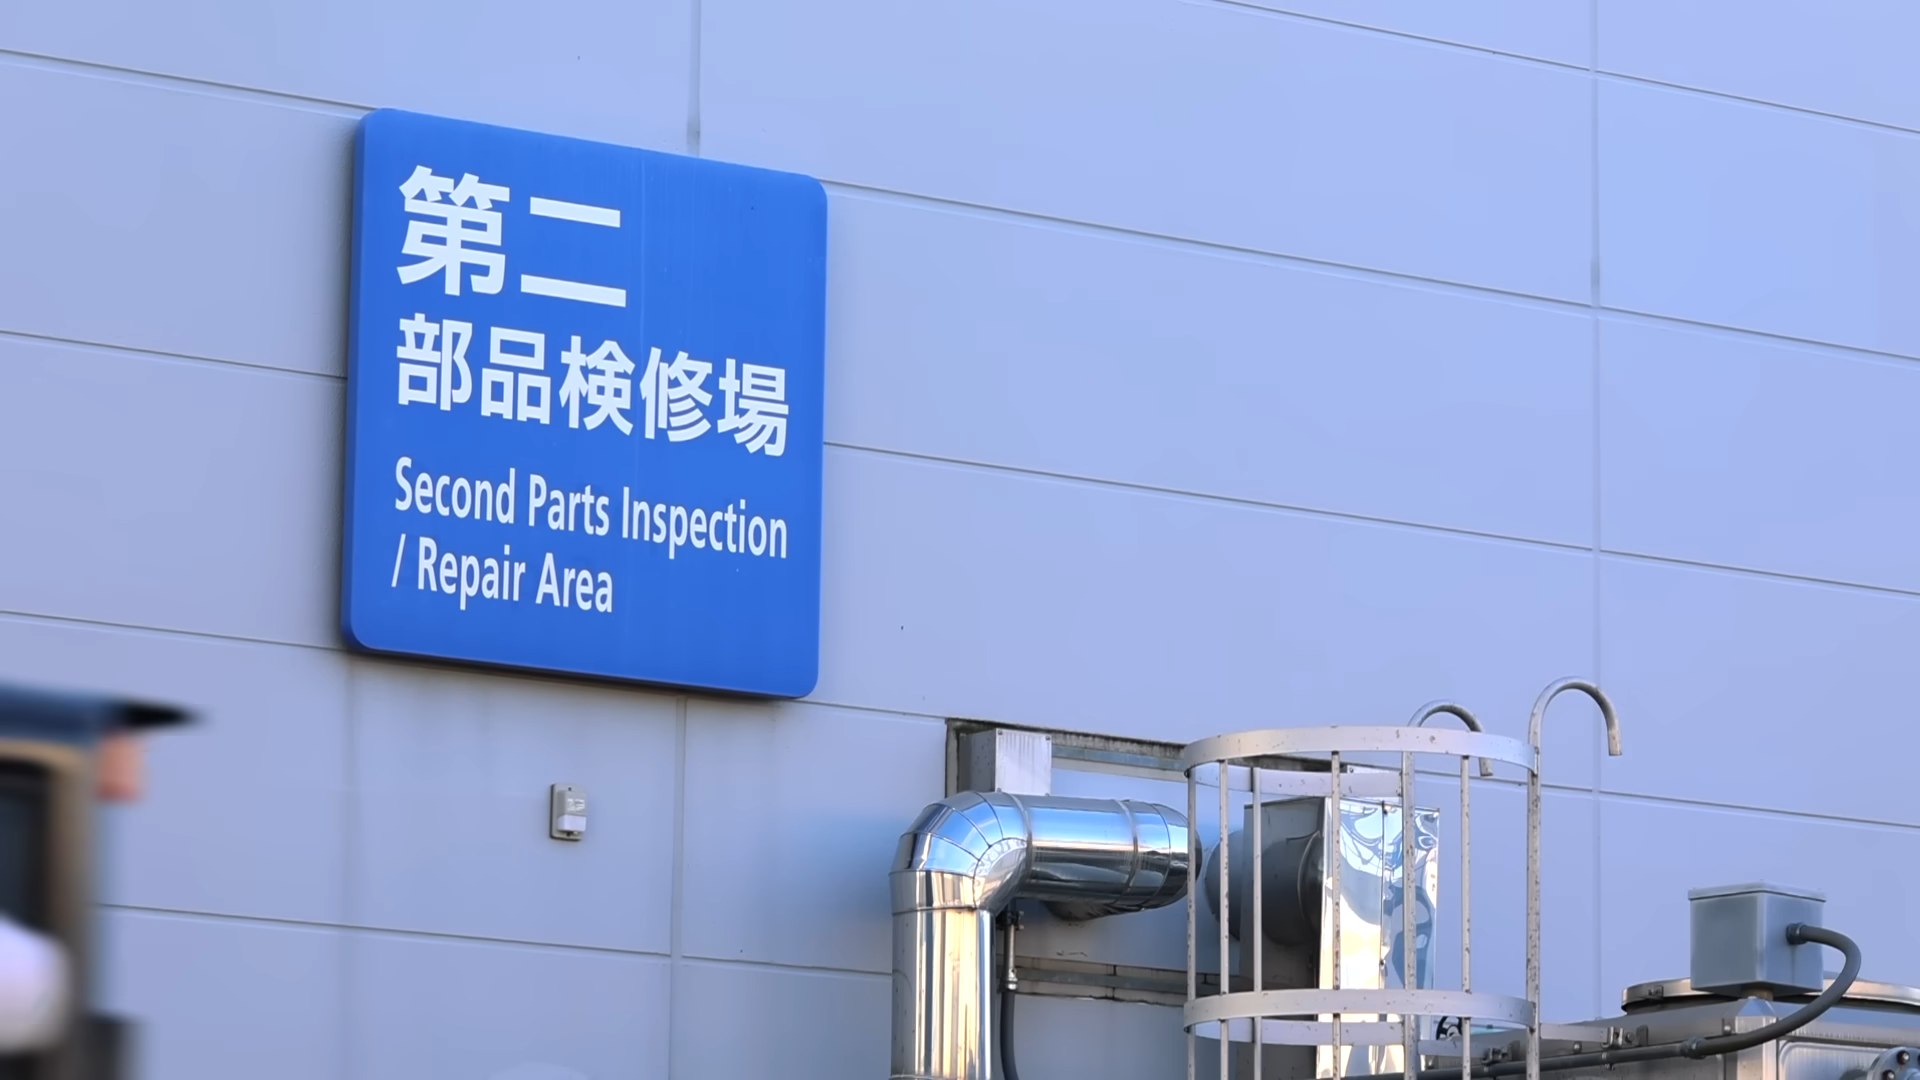 第二
部品検修場
Second Parts Inspection
/ Repair Area